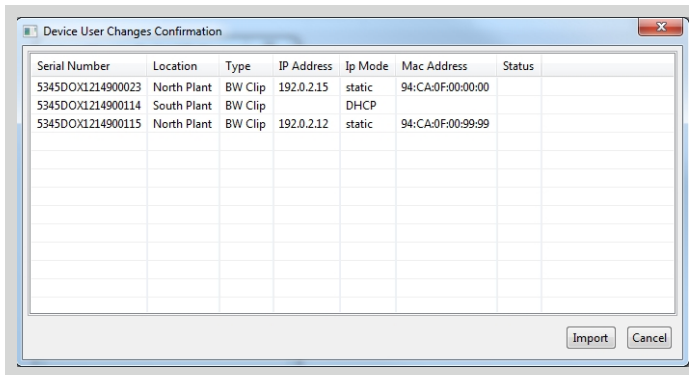 Device User Changes Confirmation
Serial Number Location Type IP Address Ip Mode Mac Address Status
5345DOX1214900023 North Plant BW Clip 192.0.2.15 static 94:CA:0F:00:00:00
5345DOX1214900114 South Plant BW Clip DHCP
5345DOX1214900115 North Plant BW Clip 192.0.2.12 static 94:CA:0F:00:99:99
Import Cancel